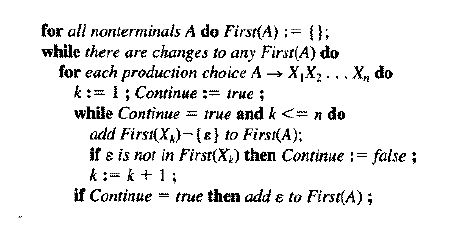 for all nonterminals A do First(A) := {};
while there are changes to any First(A) do
for each production choice A → X₁X₂ . . . Xₙ do
k := 1 ; Continue := true ;
while Continue = true and k <= n do
add First(Xₖ)−{ε} to First(A);
if ε is not in First(Xₖ) then Continue := false ;
k := k + 1 ;
if Continue = true then add ε to First(A) ;